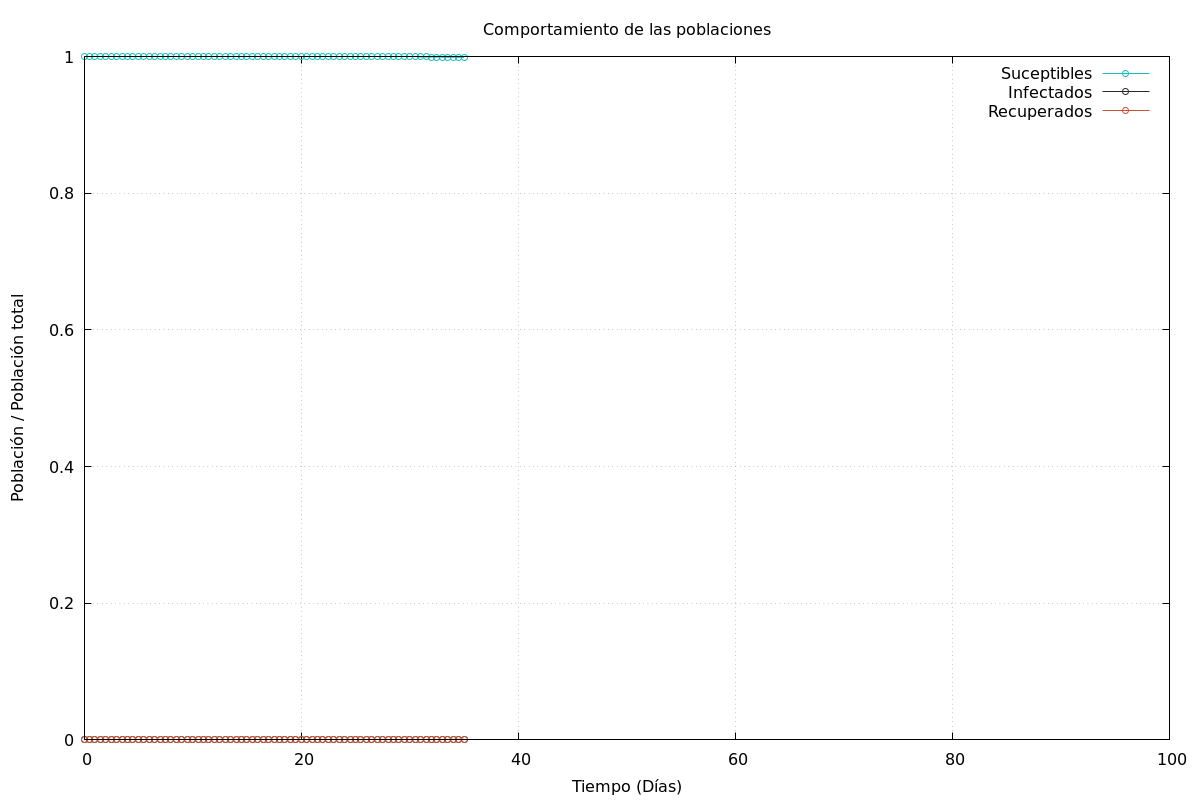 Comportamiento de las poblaciones
1
Suceptibles
Infectados
Recuperados
0.8
0.6
0.4
0.2
0
Población / Población total
0 20 40 60 80 100
Tiempo (Días)